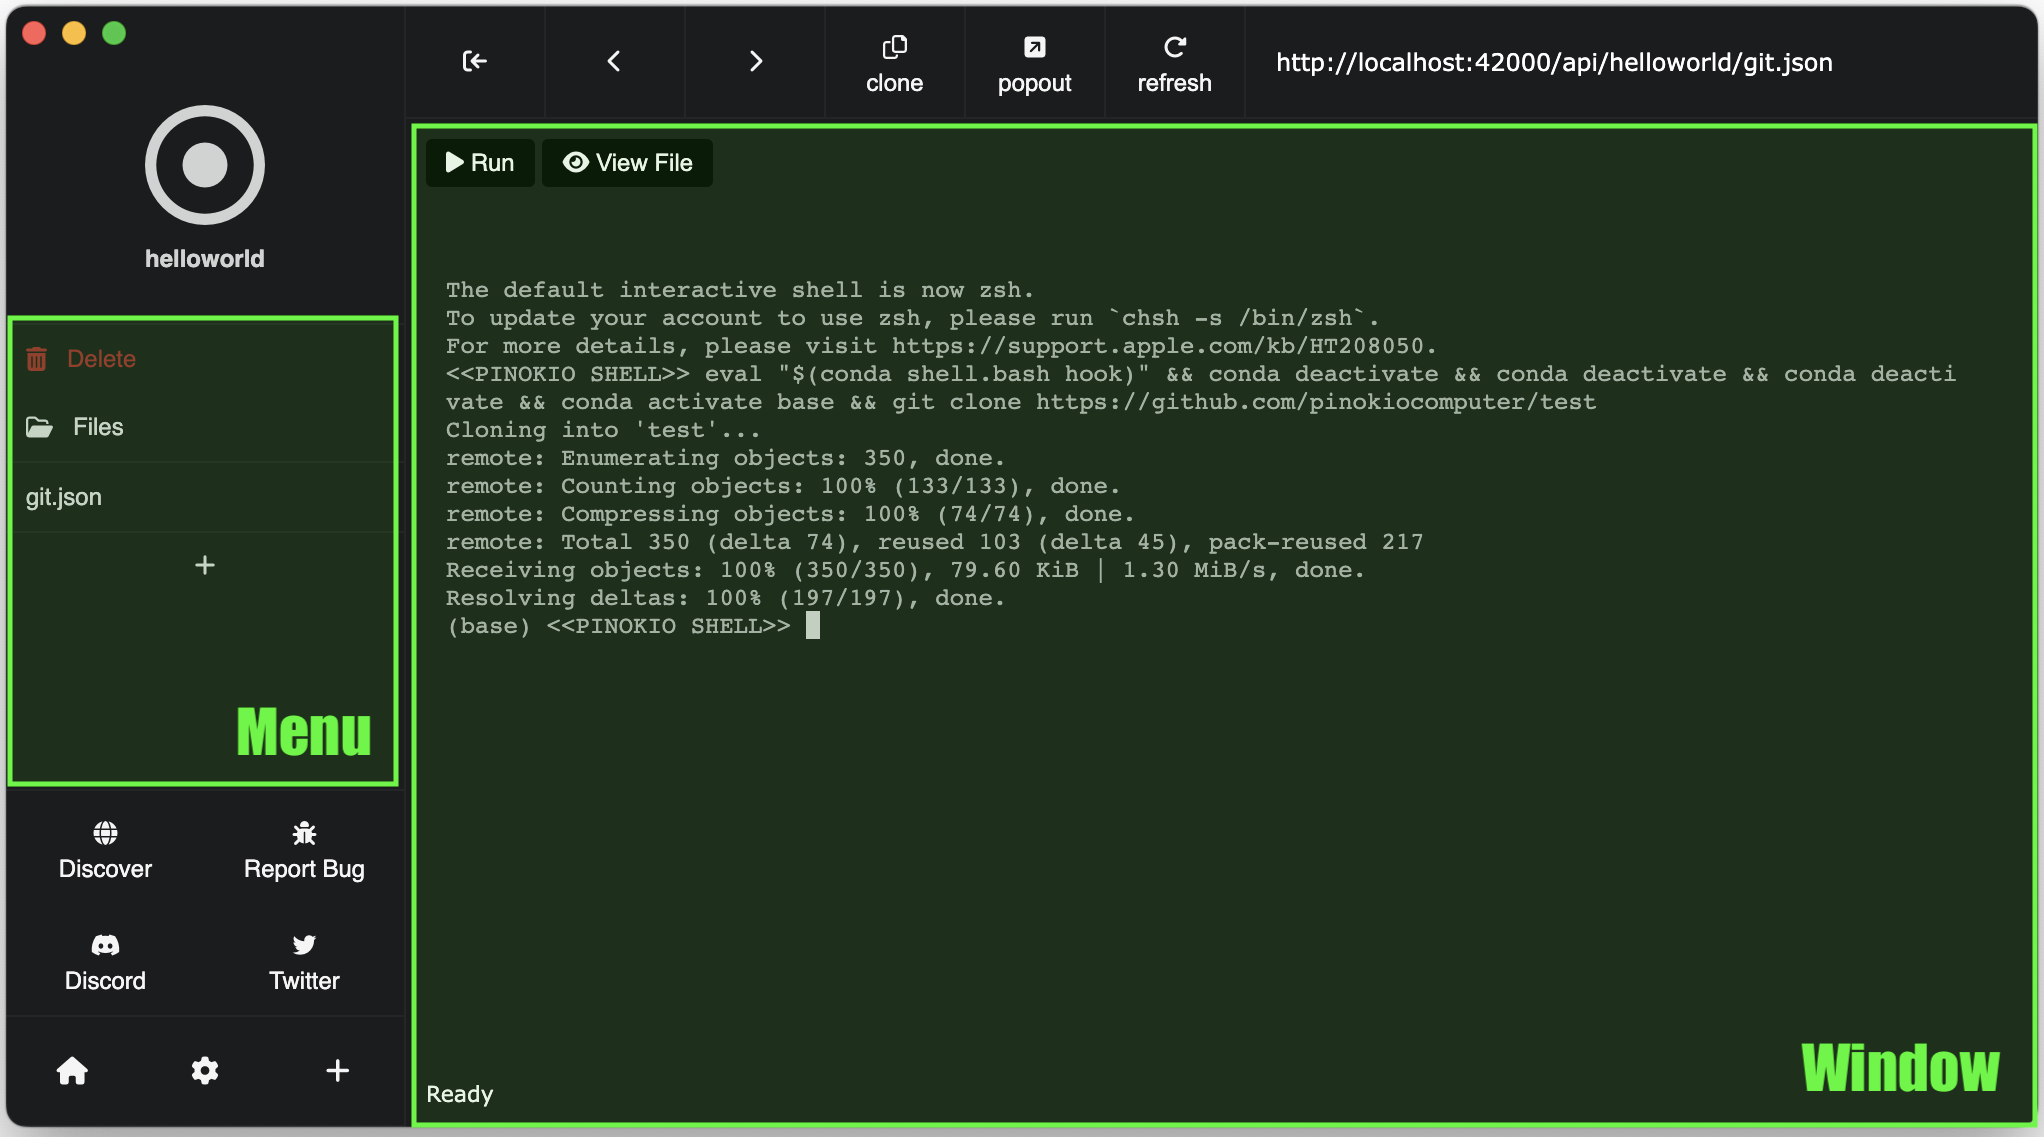 clone
popout
refresh
http://localhost:42000/api/helloworld/git.json
helloworld
Delete
Files
git.json
Menu
Discover
Report Bug
Discord
Twitter
Run
View File
The default interactive shell is now zsh.
To update your account to use zsh, please run `chsh -s /bin/zsh`.
For more details, please visit https://support.apple.com/kb/HT208050.
<<PINOKIO SHELL>> eval "$(conda shell.bash hook)" && conda deactivate && conda deactivate && conda deacti
vate && conda activate base && git clone https://github.com/pinokiocomputer/test
Cloning into 'test'...
remote: Enumerating objects: 350, done.
remote: Counting objects: 100% (133/133), done.
remote: Compressing objects: 100% (74/74), done.
remote: Total 350 (delta 74), reused 103 (delta 45), pack-reused 217
Receiving objects: 100% (350/350), 79.60 KiB | 1.30 MiB/s, done.
Resolving deltas: 100% (197/197), done.
(base) <<PINOKIO SHELL>>
Window
Ready